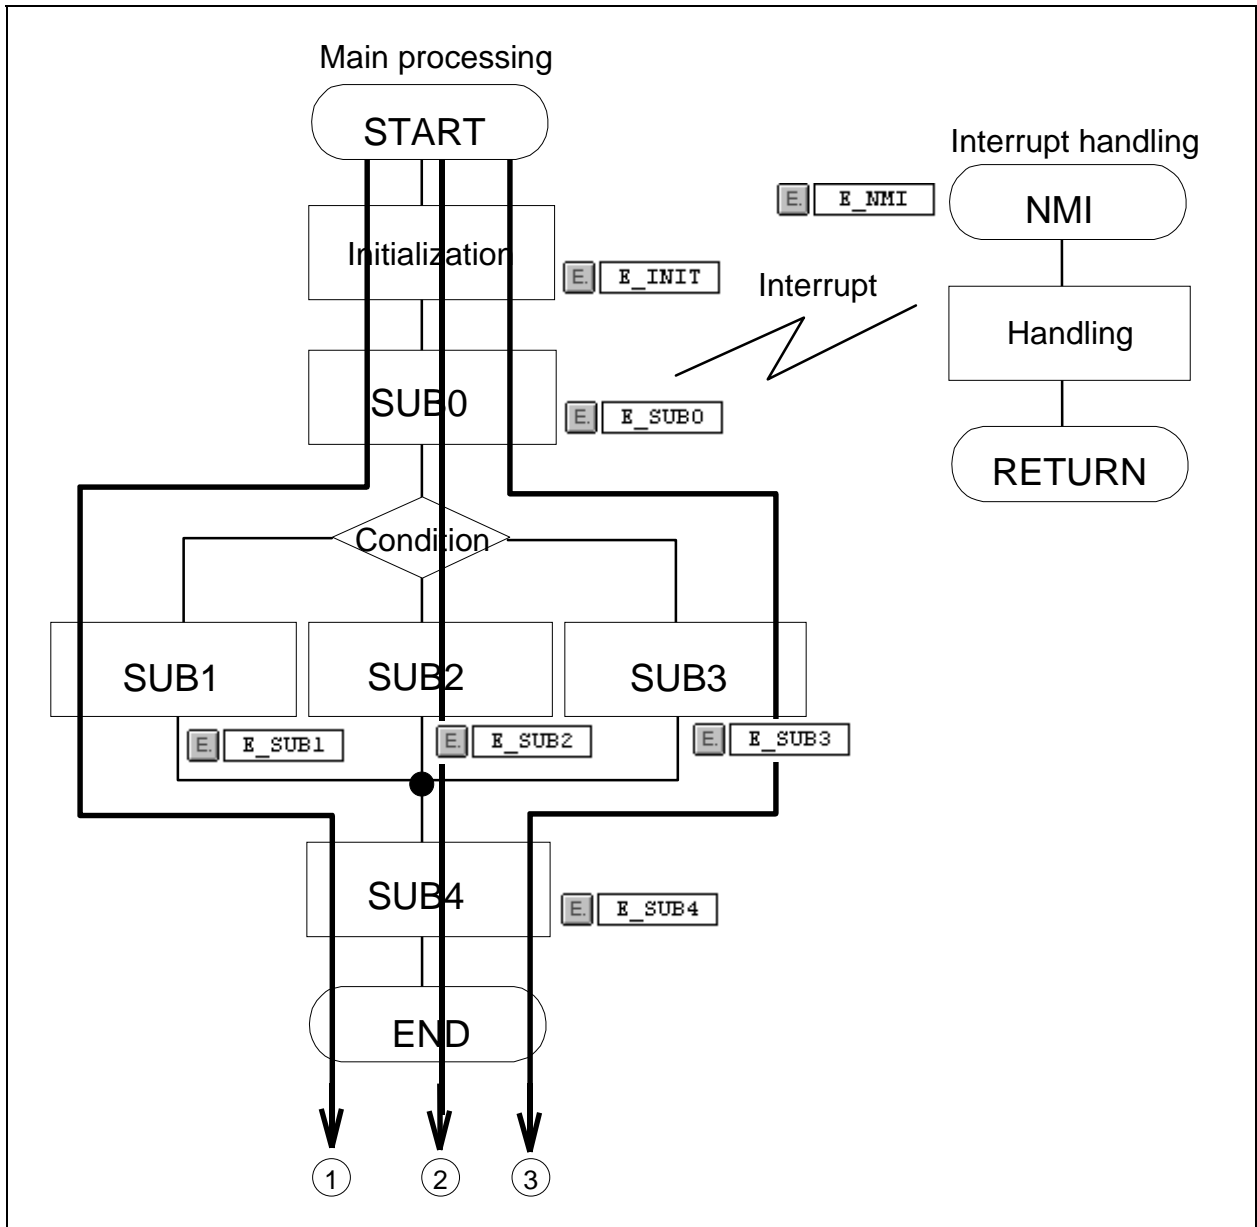 Main processing
START
Interrupt handling
E. E_NMI
NMI
Initialization
E. E_INIT
Interrupt
Handling
SUB0
E. E_SUB0
RETURN
Condition
SUB1
SUB2
SUB3
E. E_SUB1
E. E_SUB2
E. E_SUB3
SUB4
E. E_SUB4
END
1
2
3